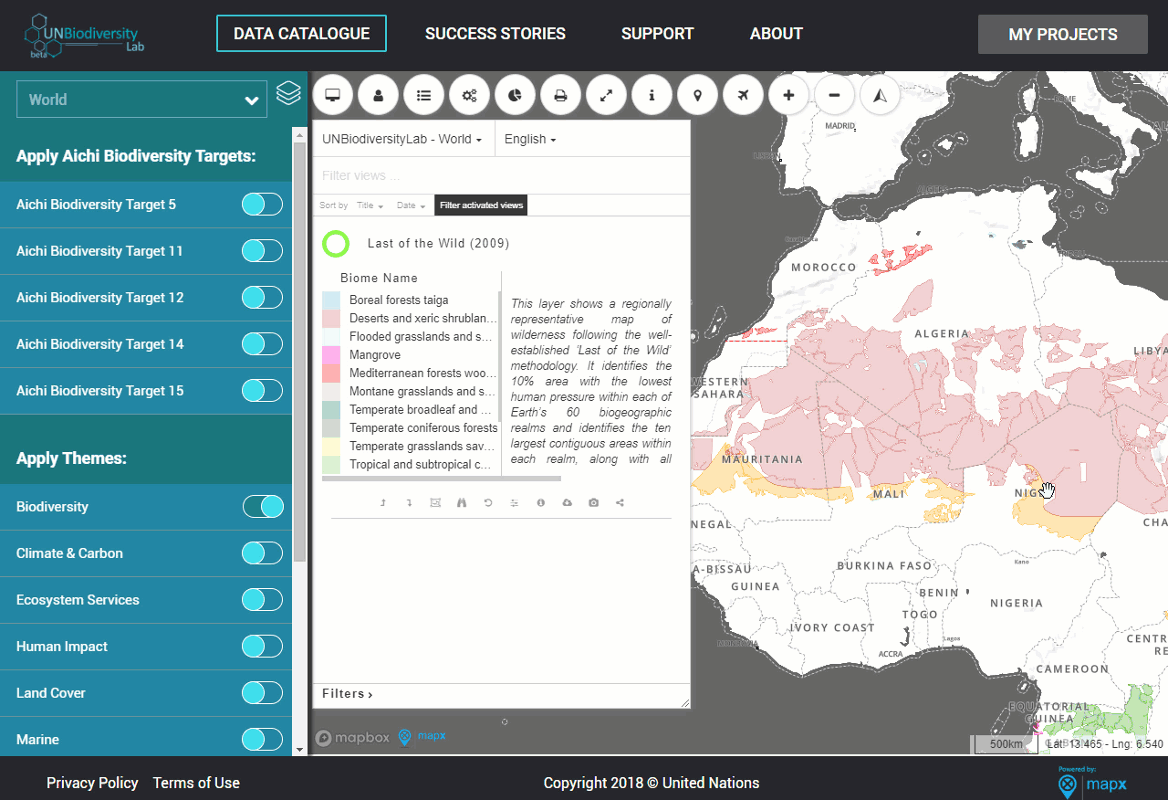 UNBiodiversity
Lab
beta
DATA CATALOGUE
SUCCESS STORIES
SUPPORT
ABOUT
MY PROJECTS
World
Apply Aichi Biodiversity Targets:
Aichi Biodiversity Target 5
Aichi Biodiversity Target 11
Aichi Biodiversity Target 12
Aichi Biodiversity Target 14
Aichi Biodiversity Target 15
Apply Themes:
Biodiversity
Climate & Carbon
Ecosystem Services
Human Impact
Land Cover
Marine
UNBiodiversityLab - World
English
Filter views ...
Sort by Title Date Filter activated views
Last of the Wild (2009)
Biome Name
Boreal forests taiga
Deserts and xeric shrublan...
Flooded grasslands and s...
Mangrove
Mediterranean forests woo...
Montane grasslands and s...
Temperate broadleaf and ...
Temperate coniferous forests
Temperate grasslands sav...
Tropical and subtropical c...
This layer shows a regionally
representative map of
wilderness following the well-
established 'Last of the Wild'
methodology. It identifies the
10% area with the lowest
human pressure within each of
Earth's 60 biogeographic
realms and identifies the ten
largest contiguous areas within
each realm, along with all
Filters ›
mapbox
mapx
MADRID
MOROCCO
ALGERIA
LIBYA
WESTERN
SAHARA
MAURITANIA
MALI
NIG
CHA
NEGAL
A-BISSAU
GUINEA
BURKINA FASO
BENIN
TOGO
Kano
NIGERIA
IVORY COAST
ACCRA
Lagos
CENTR
RE
CAMEROON
EQUATORIAL
GUINEA
500km
Lat: 13.465 - Lng: 6.540
Privacy Policy
Terms of Use
Copyright 2018 © United Nations
Powered by:
mapx